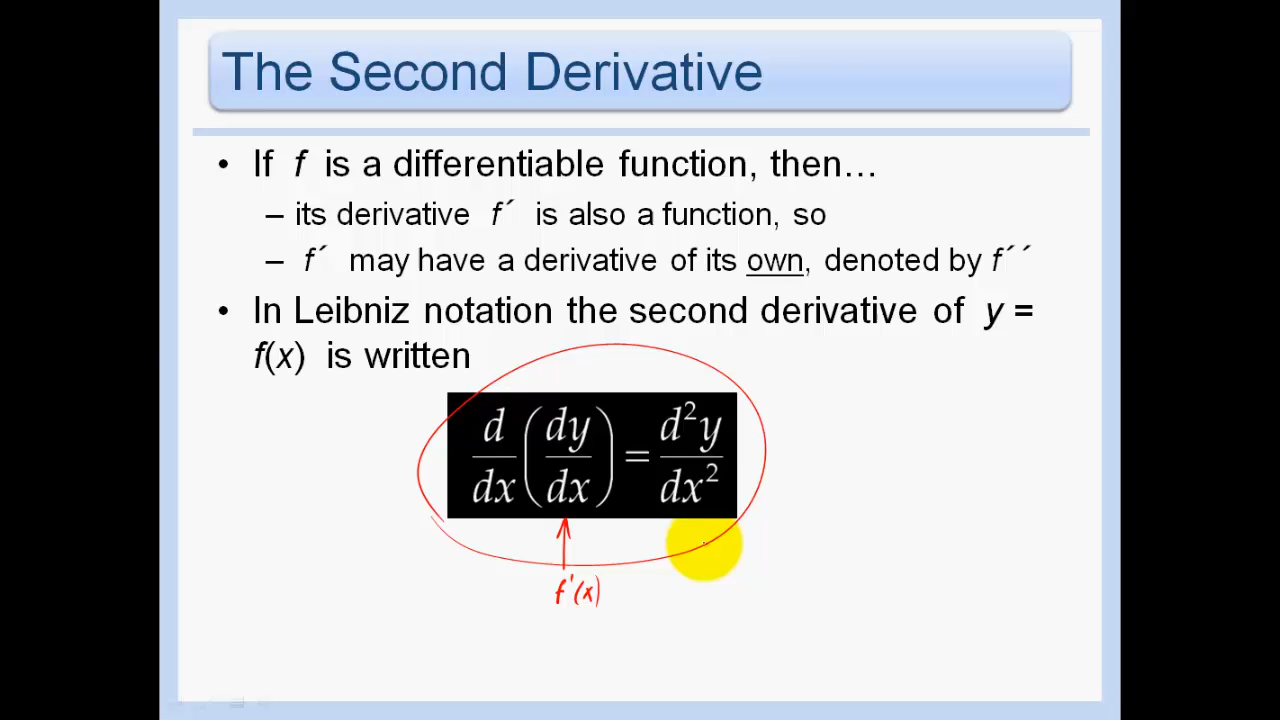 The Second Derivative
• If f is a differentiable function, then…
– its derivative f´ is also a function, so
– f´ may have a derivative of its own, denoted by f´´
• In Leibniz notation the second derivative of y =
f(x) is written
d/dx (dy/dx) = d²y/dx²
f'(x)